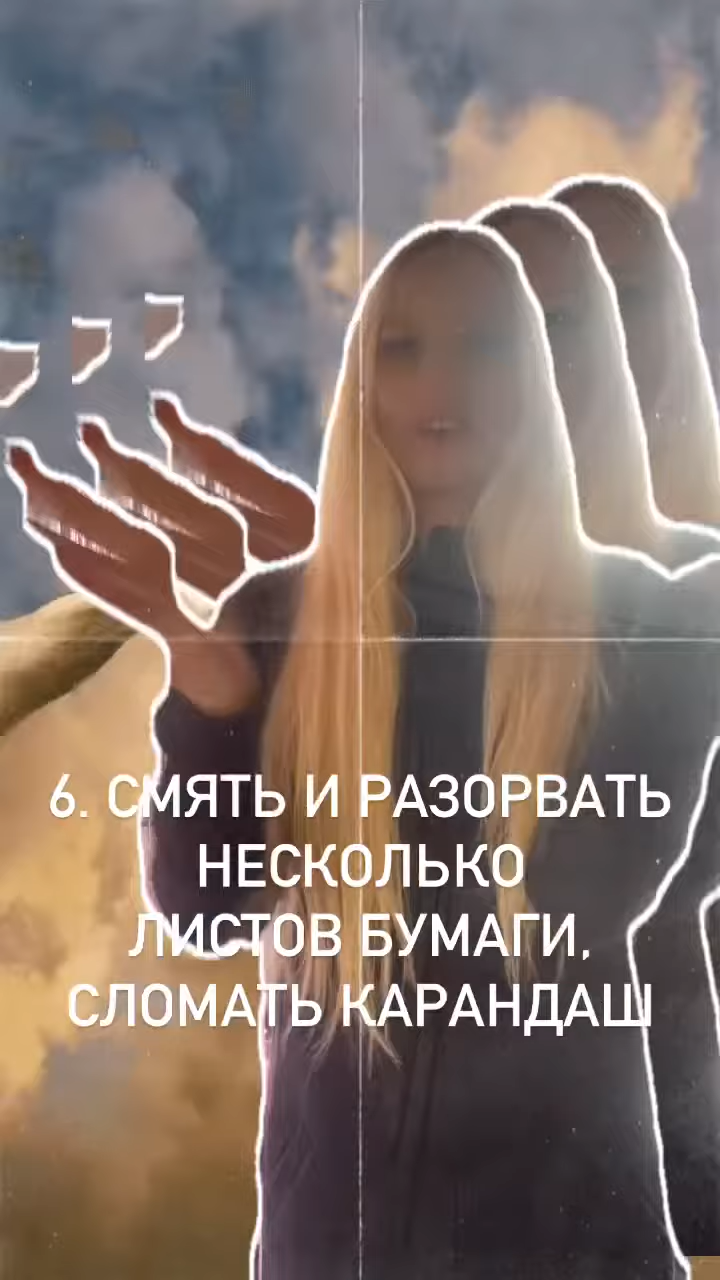 6. СМЯТЬ И РАЗОРВАТЬ
НЕСКОЛЬКО
ЛИСТОВ БУМАГИ,
СЛОМАТЬ КАРАНДАШ